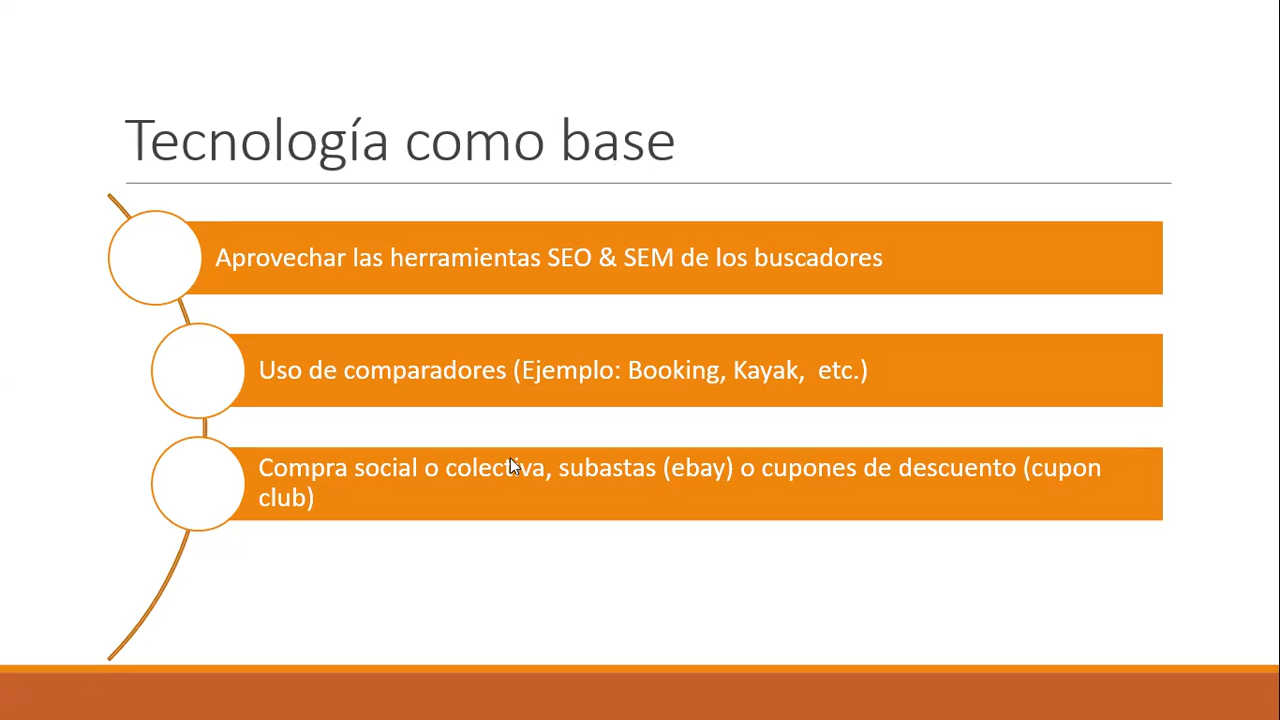 Tecnología como base
Aprovechar las herramientas SEO & SEM de los buscadores
Uso de comparadores (Ejemplo: Booking, Kayak,  etc.)
Compra social o colectiva, subastas (ebay) o cupones de descuento (cupon
club)